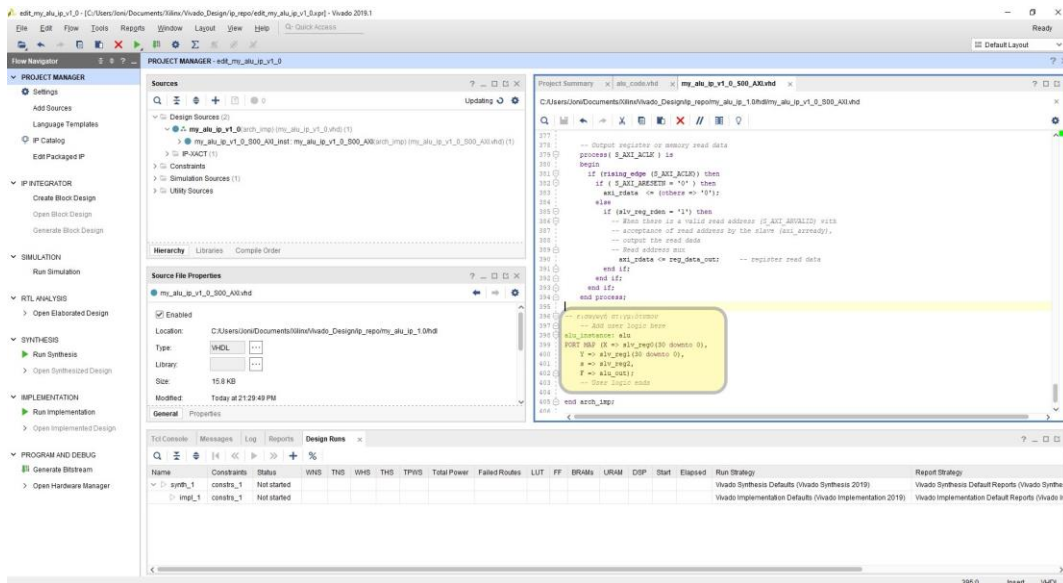 edit_my_alu_ip_v1_0 - [C:/Users/Joni/Documents/Xilinx/Vivado_Design/ip_repo/edit_my_alu_ip_v1_0.xpr] - Vivado 2019.1
File Edit Flow Tools Reports Window Layout View Help Quick Access
Ready
Default Layout
Flow Navigator
PROJECT MANAGER - edit_my_alu_ip_v1_0
PROJECT MANAGER
Settings
Add Sources
Language Templates
IP Catalog
Edit Packaged IP
IP INTEGRATOR
Create Block Design
Open Block Design
Generate Block Design
SIMULATION
Run Simulation
RTL ANALYSIS
Open Elaborated Design
SYNTHESIS
Run Synthesis
Open Synthesized Design
IMPLEMENTATION
Run Implementation
Open Implemented Design
PROGRAM AND DEBUG
Generate Bitstream
Open Hardware Manager
Sources
Updating
Design Sources (2)
my_alu_ip_v1_0(arch_imp) (my_alu_ip_v1_0.vhd) (1)
my_alu_ip_v1_0_S00_AXI_inst : my_alu_ip_v1_0_S00_AXI(arch_imp) (my_alu_ip_v1_0_S00_AXI.vhd) (1)
IP-XACT (1)
Constraints
Simulation Sources (1)
Utility Sources
Hierarchy Libraries Compile Order
Source File Properties
my_alu_ip_v1_0_S00_AXI.vhd
Enabled
Location: C:/Users/Joni/Documents/Xilinx/Vivado_Design/ip_repo/my_alu_ip_1.0/hdl
Type: VHDL
Library:
Size: 15.8 KB
Modified: Today at 21:29:49 PM
General Properties
Project Summary alu_code.vhd my_alu_ip_v1_0_S00_AXI.vhd
C:/Users/Joni/Documents/Xilinx/Vivado_Design/ip_repo/my_alu_ip_1.0/hdl/my_alu_ip_v1_0_S00_AXI.vhd
377
378 -- Output register or memory read data
379 process( S_AXI_ACLK ) is
380 begin
381 if (rising_edge (S_AXI_ACLK)) then
382 if ( S_AXI_ARESETN = '0' ) then
383 axi_rdata <= (others => '0');
384 else
385 if (slv_reg_rden = '1') then
386 -- When there is a valid read address (S_AXI_ARVALID) with
387 -- acceptance of read address by the slave (axi_arready),
388 -- output the read dada
389 -- Read address mux
390 axi_rdata <= reg_data_out; -- register read data
391 end if;
392 end if;
393 end if;
394 end process;
395
396
397 -- Add user logic here
398 alu_instance: alu
399 PORT MAP (X => slv_reg0(30 downto 0),
400 Y => slv_reg1(30 downto 0),
401 s => slv_reg2,
402 F => alu_out);
403 -- User logic ends
404
405 end arch_imp;
406
Tcl Console Messages Log Reports Design Runs
Name Constraints Status WNS TNS WHS THS TPWS Total Power Failed Routes LUT FF BRAMs URAM DSP Start Elapsed Run Strategy Report Strategy
synth_1 constrs_1 Not started Vivado Synthesis Defaults (Vivado Synthesis 2019) Vivado Synthesis Default Reports (Vivado Synthe
impl_1 constrs_1 Not started Vivado Implementation Defaults (Vivado Implementation 2019) Vivado Implementation Default Reports (Vivado I
395:0 Insert VHDL